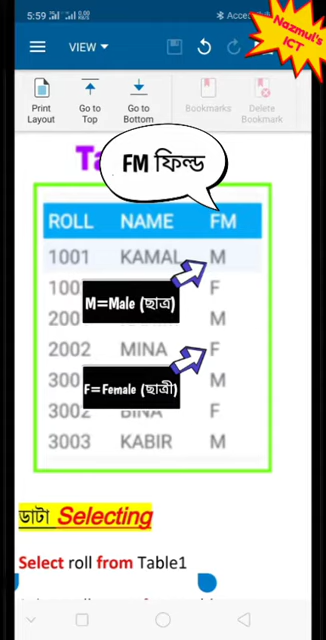 5:59
Nazmul's
ICT
VIEW
Print Layout
Go to Top
Go to Bottom
Bookmarks
Delete Bookmark
FM ফিল্ড
ROLL NAME FM
1001 KAMAL M
F
M=Male (ছাত্র)
M
2002 MINA F
F=Female (ছাত্রী)
M
3002 BINA F
3003 KABIR M
ডাটা Selecting
Select roll from Table1